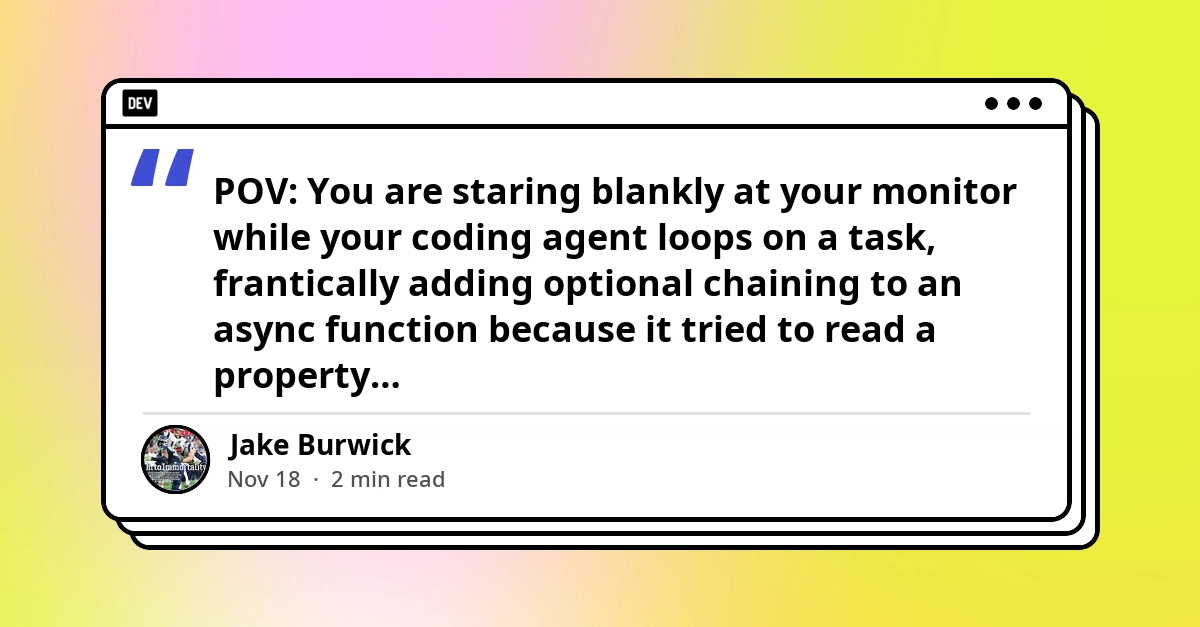 DEV
“
POV: You are staring blankly at your monitor
while your coding agent loops on a task,
frantically adding optional chaining to an
async function because it tried to read a
property...
Jake Burwick
Nov 18 · 2 min read